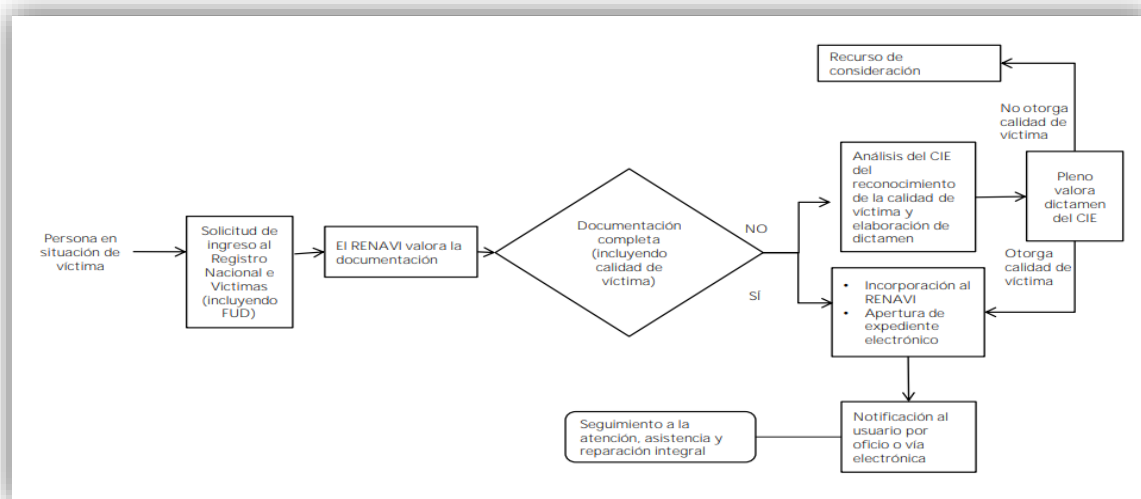 Persona en
situación de
víctima
Solicitud de
ingreso al
Registro
Nacional e
Víctimas
(incluyendo
FUD)
El RENAVI valora la
documentación
Documentación
completa
(incluyendo
calidad de
víctima)
NO
SÍ
Análisis del CIE
del
reconocimiento
de la calidad de
víctima y
elaboración de
dictamen
Pleno
valora
dictamen
del CIE
No otorga
calidad de
víctima
Recurso de
consideración
Otorga
calidad de
víctima
• Incorporación al
RENAVI
• Apertura de
expediente
electrónico
Notificación al
usuario por
oficio o vía
electrónica
Seguimiento a la
atención, asistencia y
reparación integral